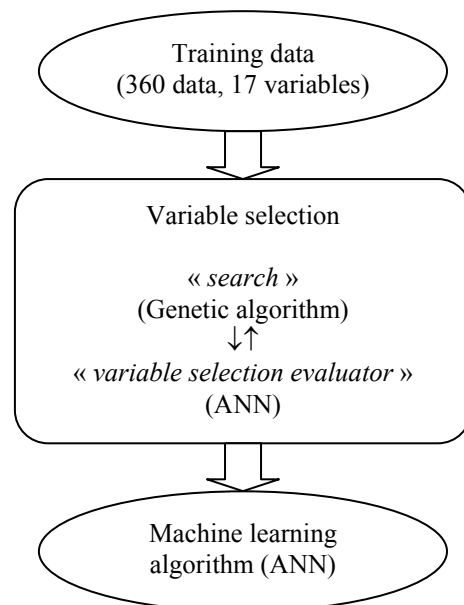 Training data
(360 data, 17 variables)
Variable selection
« search »
(Genetic algorithm)
↓↑
« variable selection evaluator »
(ANN)
Machine learning
algorithm (ANN)